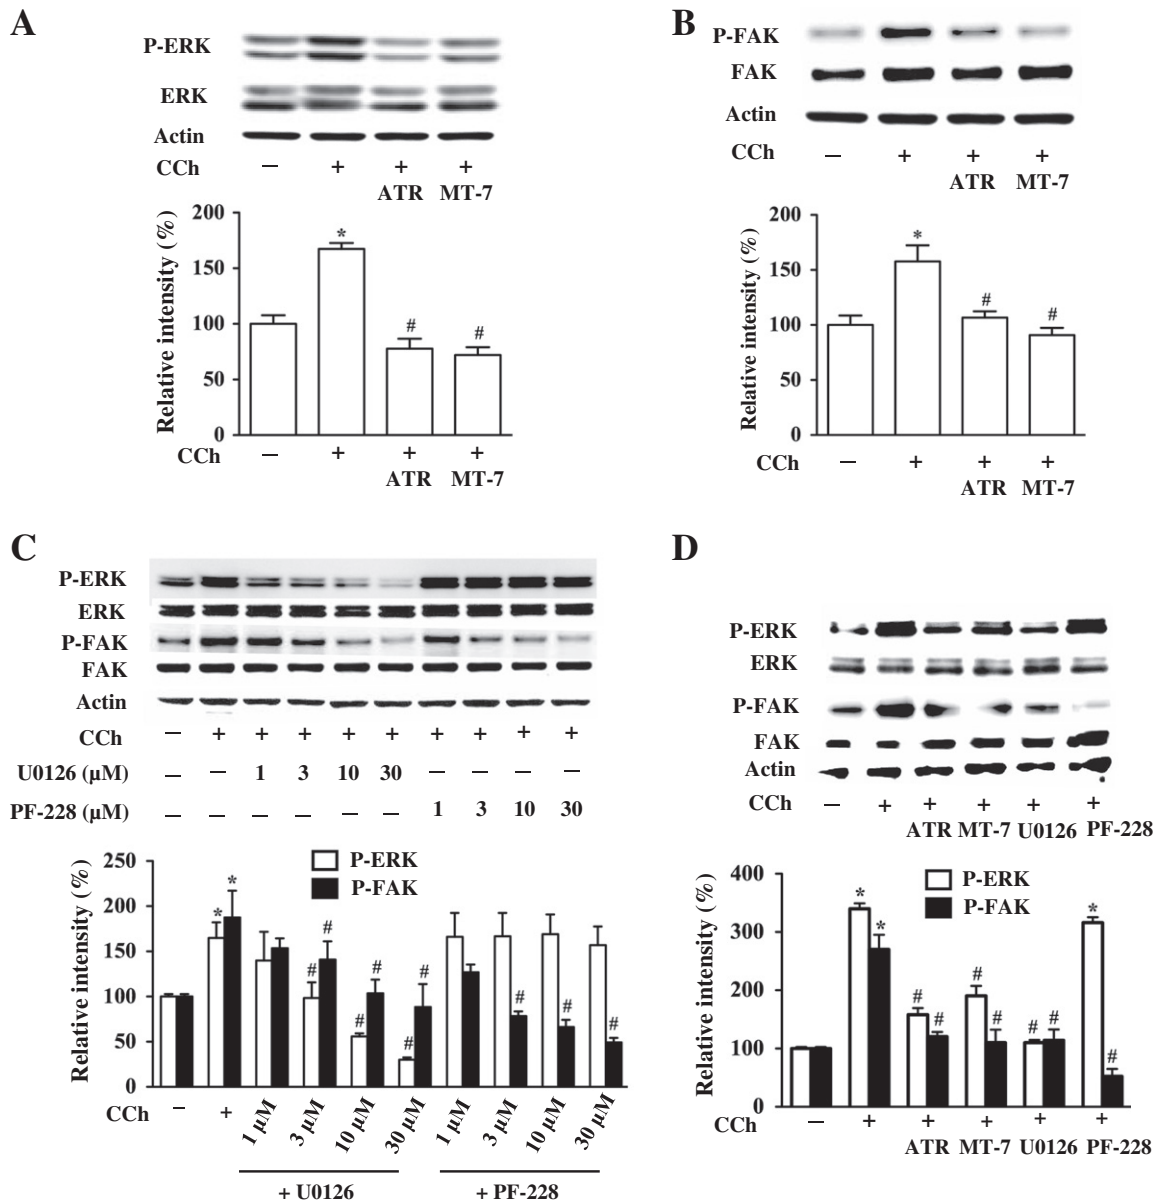 A
P-ERK
ERK
Actin
CCh − + + +
ATR MT-7
Relative intensity (%)
200
150
100
50
0
*
#
#
CCh − + + +
ATR MT-7
B
P-FAK
FAK
Actin
CCh − + + +
ATR MT-7
Relative intensity (%)
200
150
100
50
0
*
#
#
CCh − + + +
ATR MT-7
C
P-ERK
ERK
P-FAK
FAK
Actin
CCh − + + + + + + + + +
U0126 (µM) − − 1 3 10 30 − − − −
PF-228 (µM) − − − − − − 1 3 10 30
Relative intensity (%)
250
200
150
100
50
0
P-ERK
P-FAK
* * # # # # # # # # #
CCh − + 1 µM 3 µM 10 µM 30 µM 1 µM 3 µM 10 µM 30 µM
+ U0126 + PF-228
D
P-ERK
ERK
P-FAK
FAK
Actin
CCh − + + + + +
ATR MT-7 U0126 PF-228
Relative intensity (%)
400
300
200
100
0
P-ERK
P-FAK
* * # # # # # # * #
CCh − + + + + +
ATR MT-7 U0126 PF-228